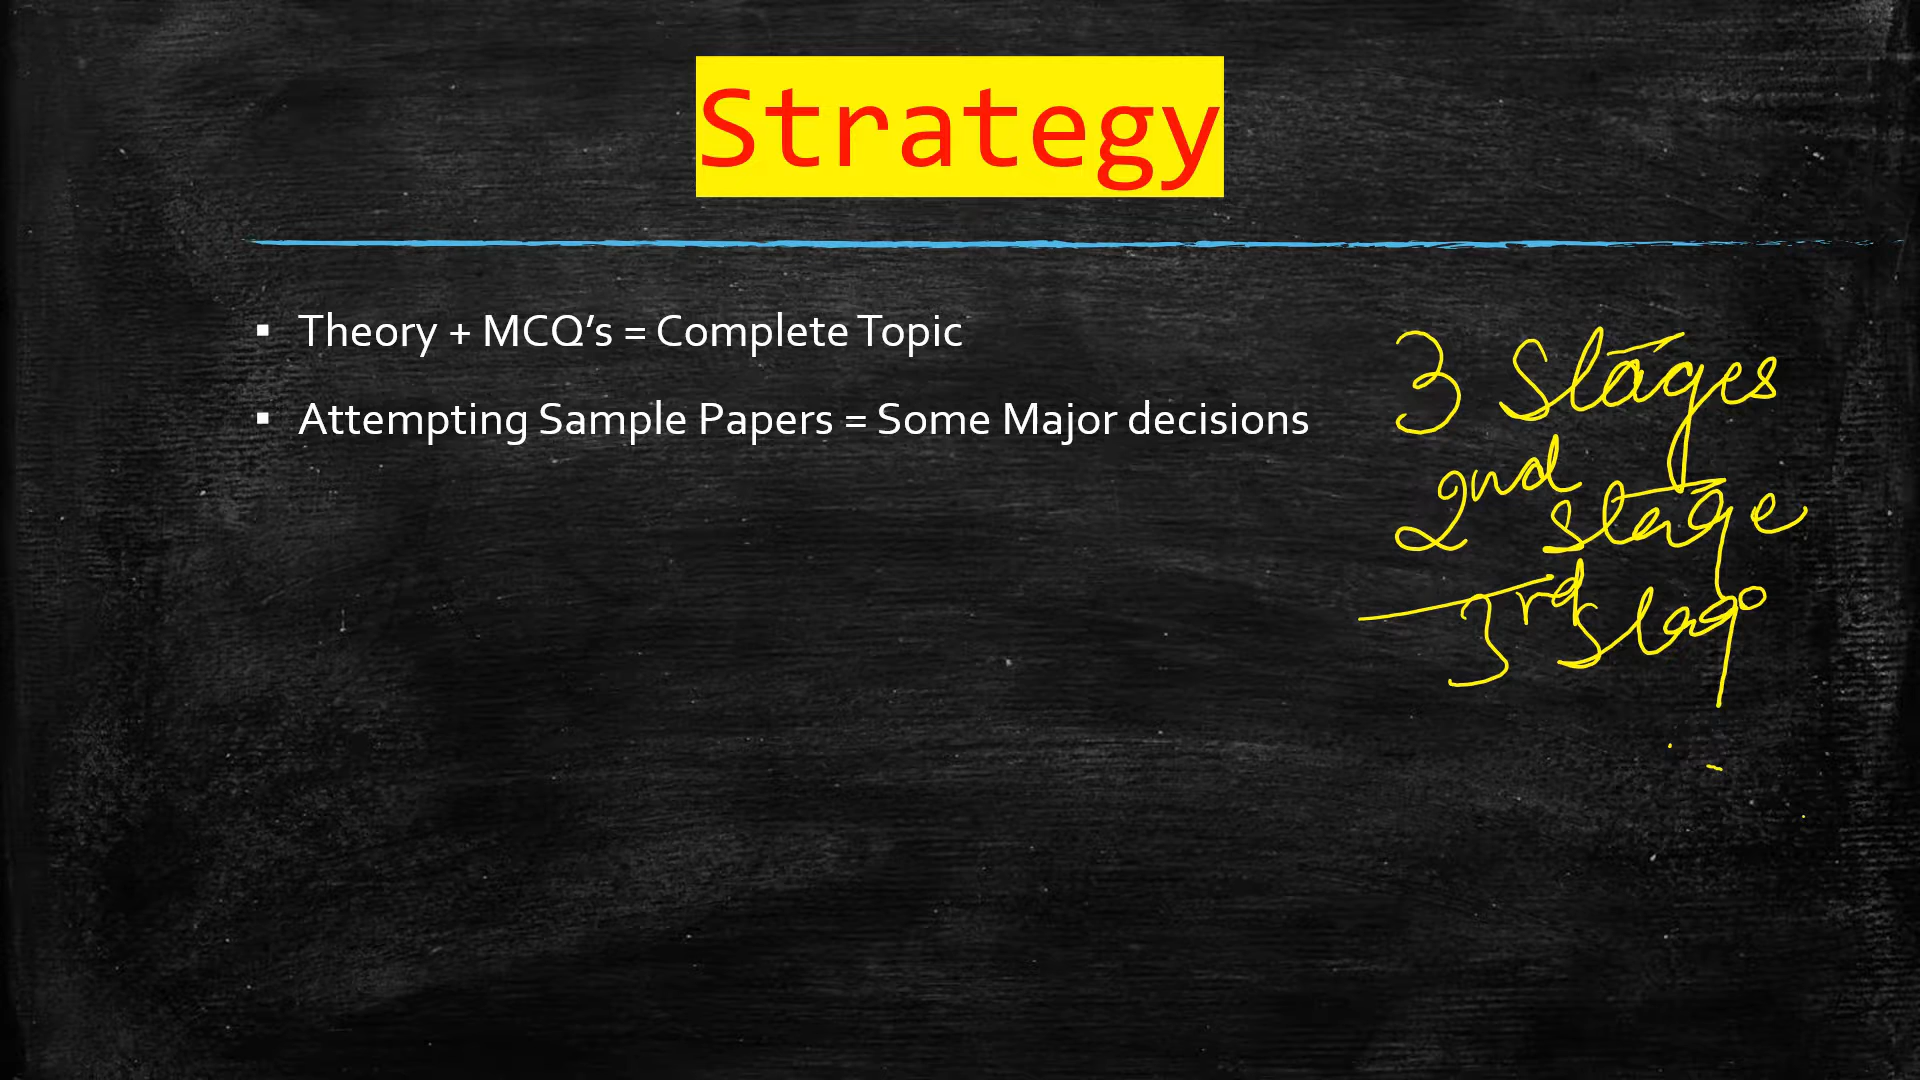 Strategy
Theory + MCQ’s = Complete Topic
Attempting Sample Papers = Some Major decisions
3 Stages
2nd stage
3rd Stage